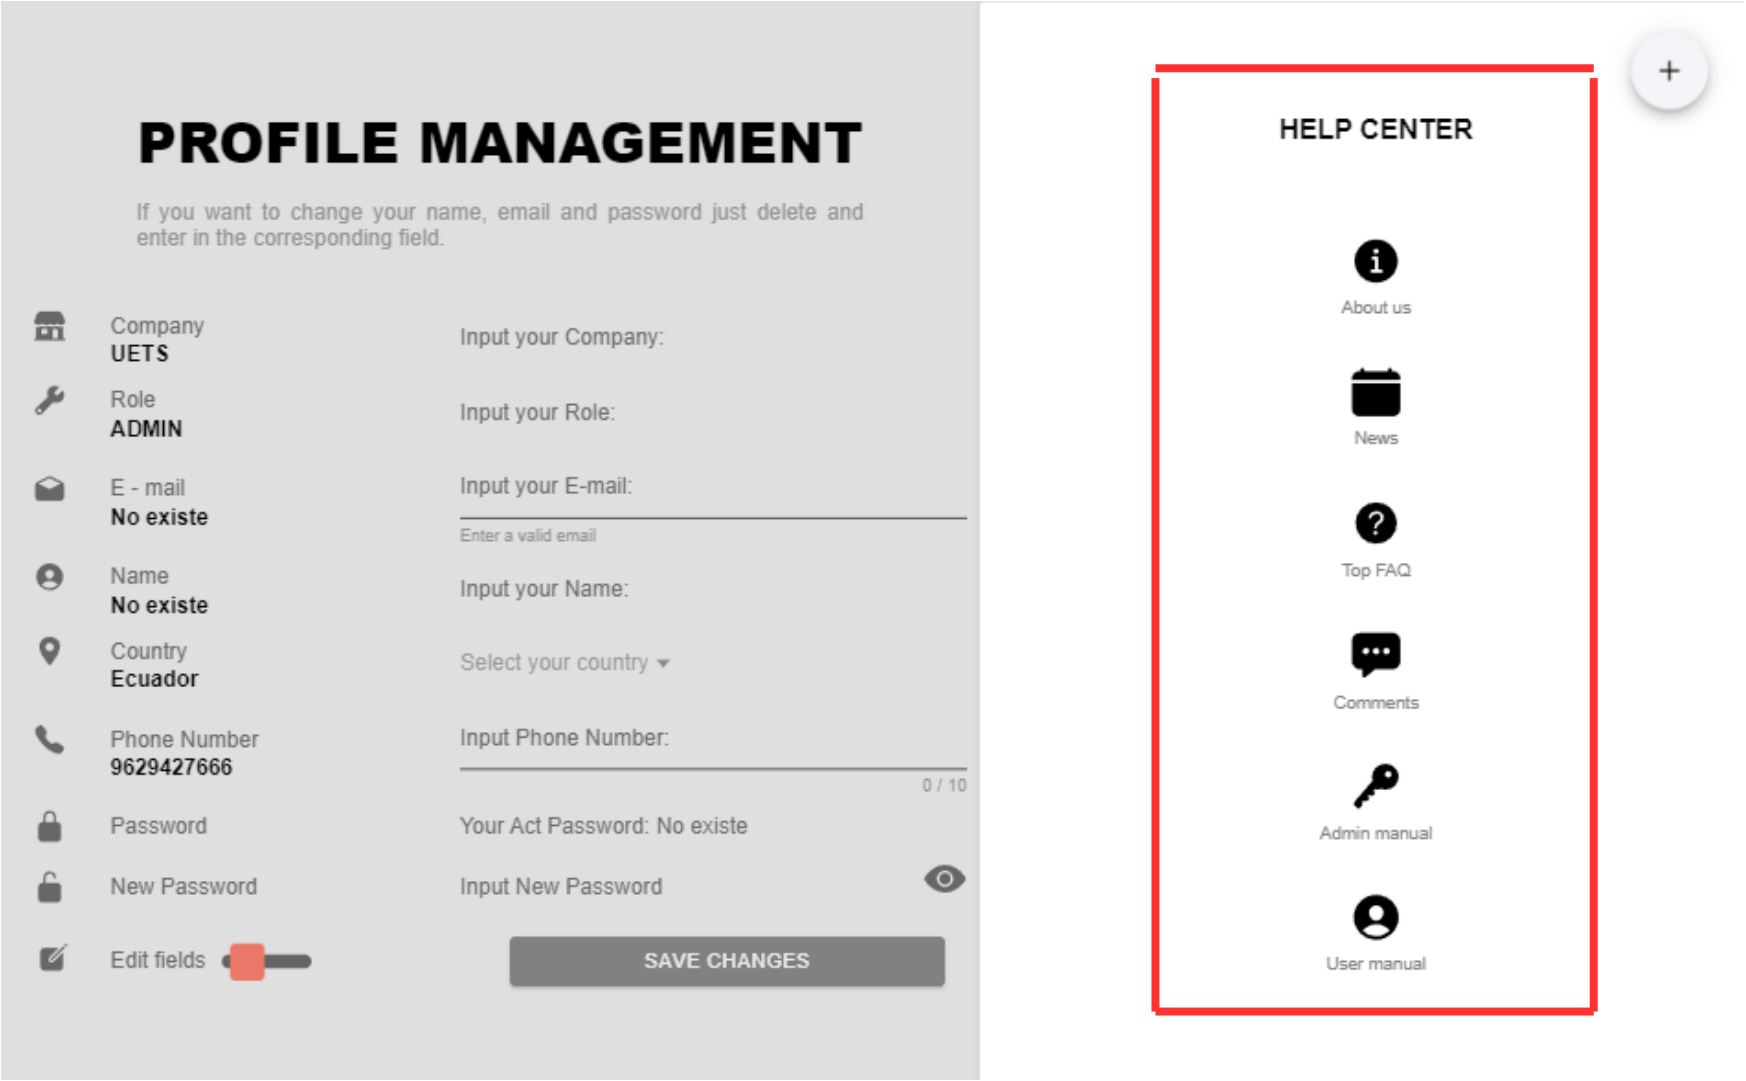 PROFILE MANAGEMENT
If you want to change your name, email and password just delete and
enter in the corresponding field.
Company
UETS
Input your Company:
Role
ADMIN
Input your Role:
E - mail
No existe
Input your E-mail:
Enter a valid email
Name
No existe
Input your Name:
Country
Ecuador
Select your country
Phone Number
9629427666
Input Phone Number:
0 / 10
Password
Your Act Password: No existe
New Password
Input New Password
Edit fields
SAVE CHANGES
+
HELP CENTER
About us
News
Top FAQ
Comments
Admin manual
User manual